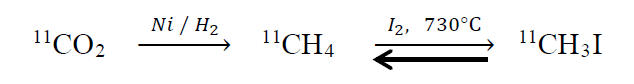 ¹¹CO₂ Ni / H₂ ¹¹CH₄ I₂, 730°C ¹¹CH₃I